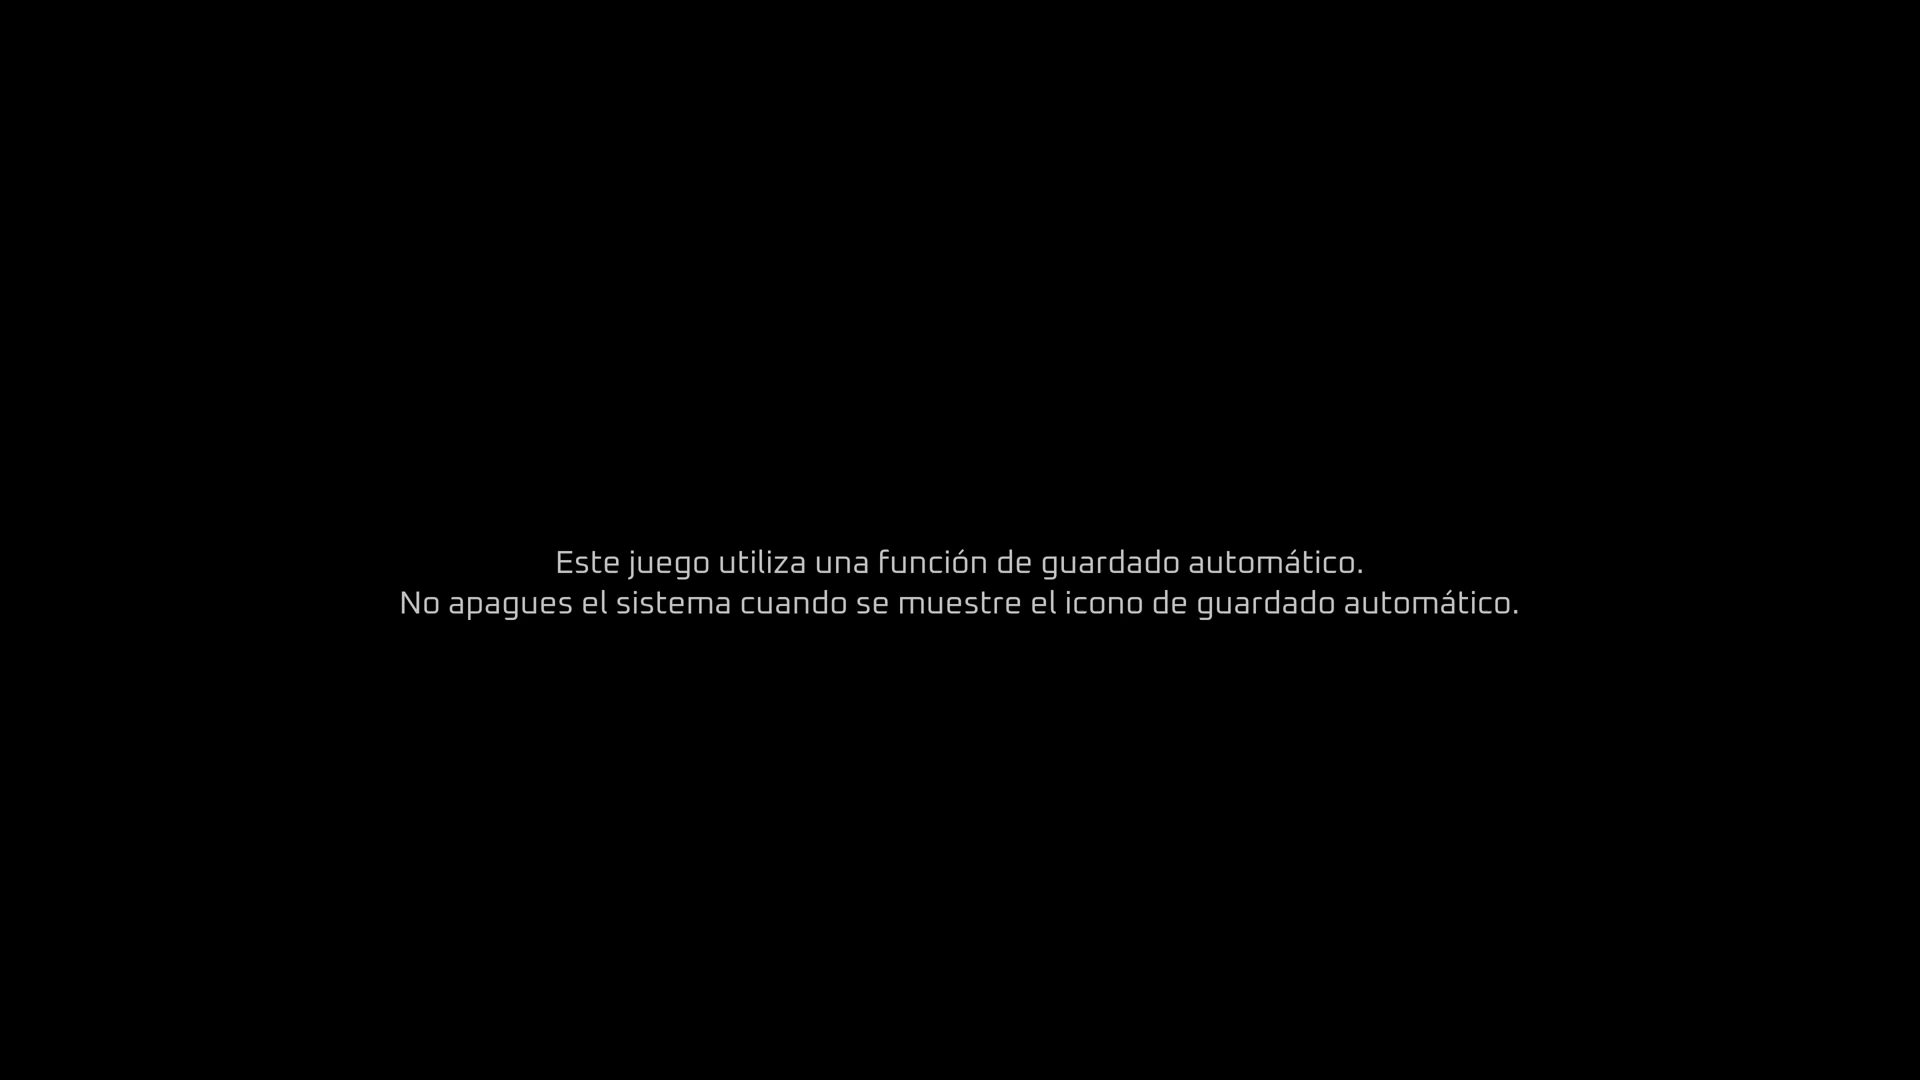 Este juego utiliza una función de guardado automático.
No apagues el sistema cuando se muestre el icono de guardado automático.